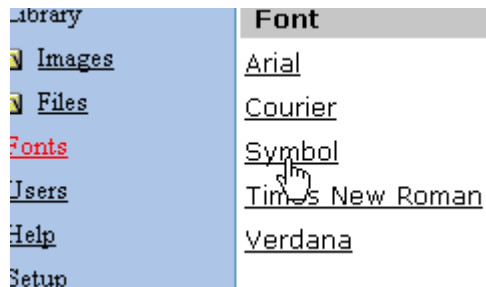 Library
Images
Files
Fonts
Users
Help
Setup
Font
Arial
Courier
Symbol
Times New Roman
Verdana